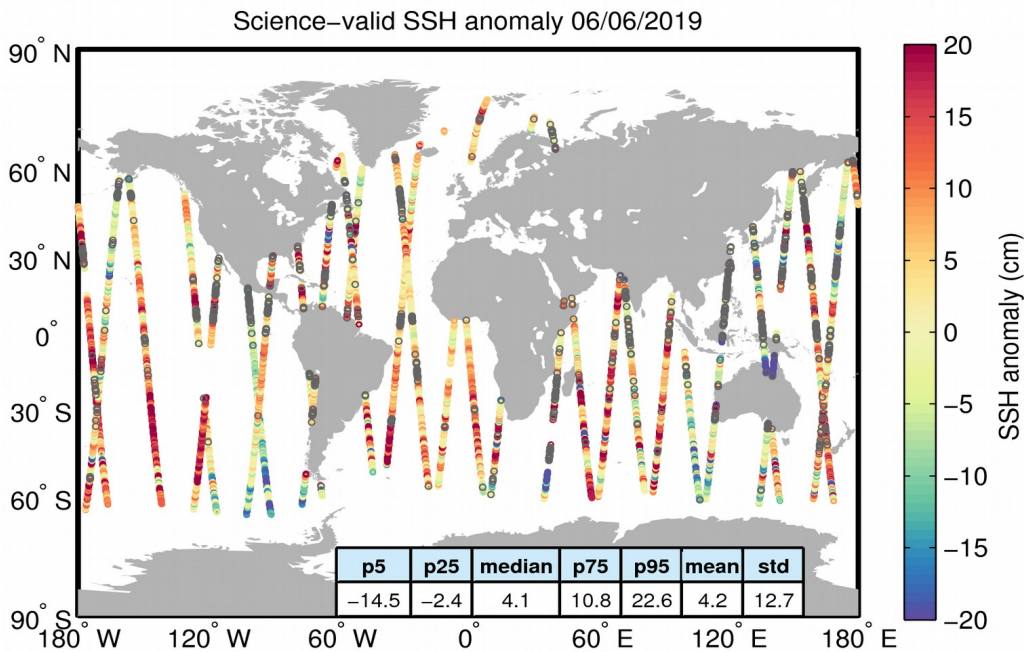 Science−valid SSH anomaly 06/06/2019
90° N
60° N
30° N
0°
30° S
60° S
90° S
180° W
120° W
60° W
0°
60° E
120° E
180° E
p5 p25 median p75 p95 mean std
−14.5 −2.4 4.1 10.8 22.6 4.2 12.7
20
15
10
5
0
−5
−10
−15
−20
SSH anomaly (cm)